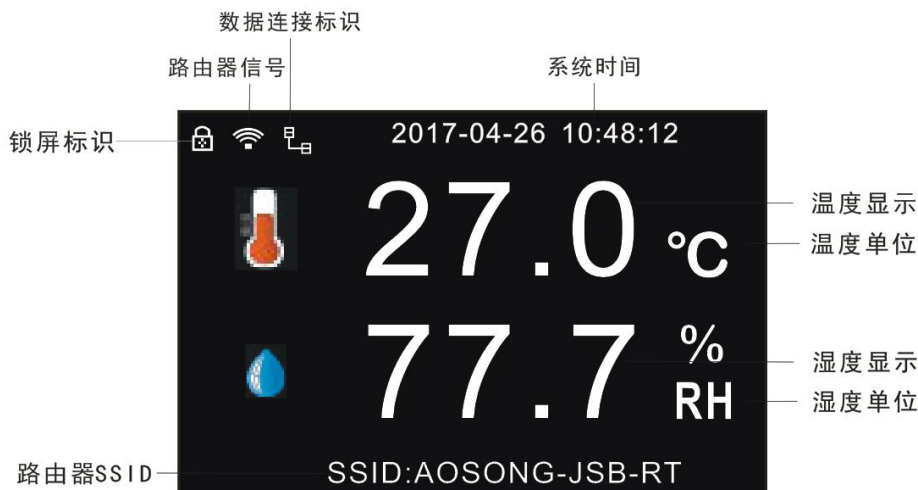 数据连接标识
路由器信号
系统时间
锁屏标识
2017-04-26 10:48:12
27.0
℃
温度显示
温度单位
77.7
%
RH
湿度显示
湿度单位
路由器SSID
SSID:AOSONG-JSB-RT